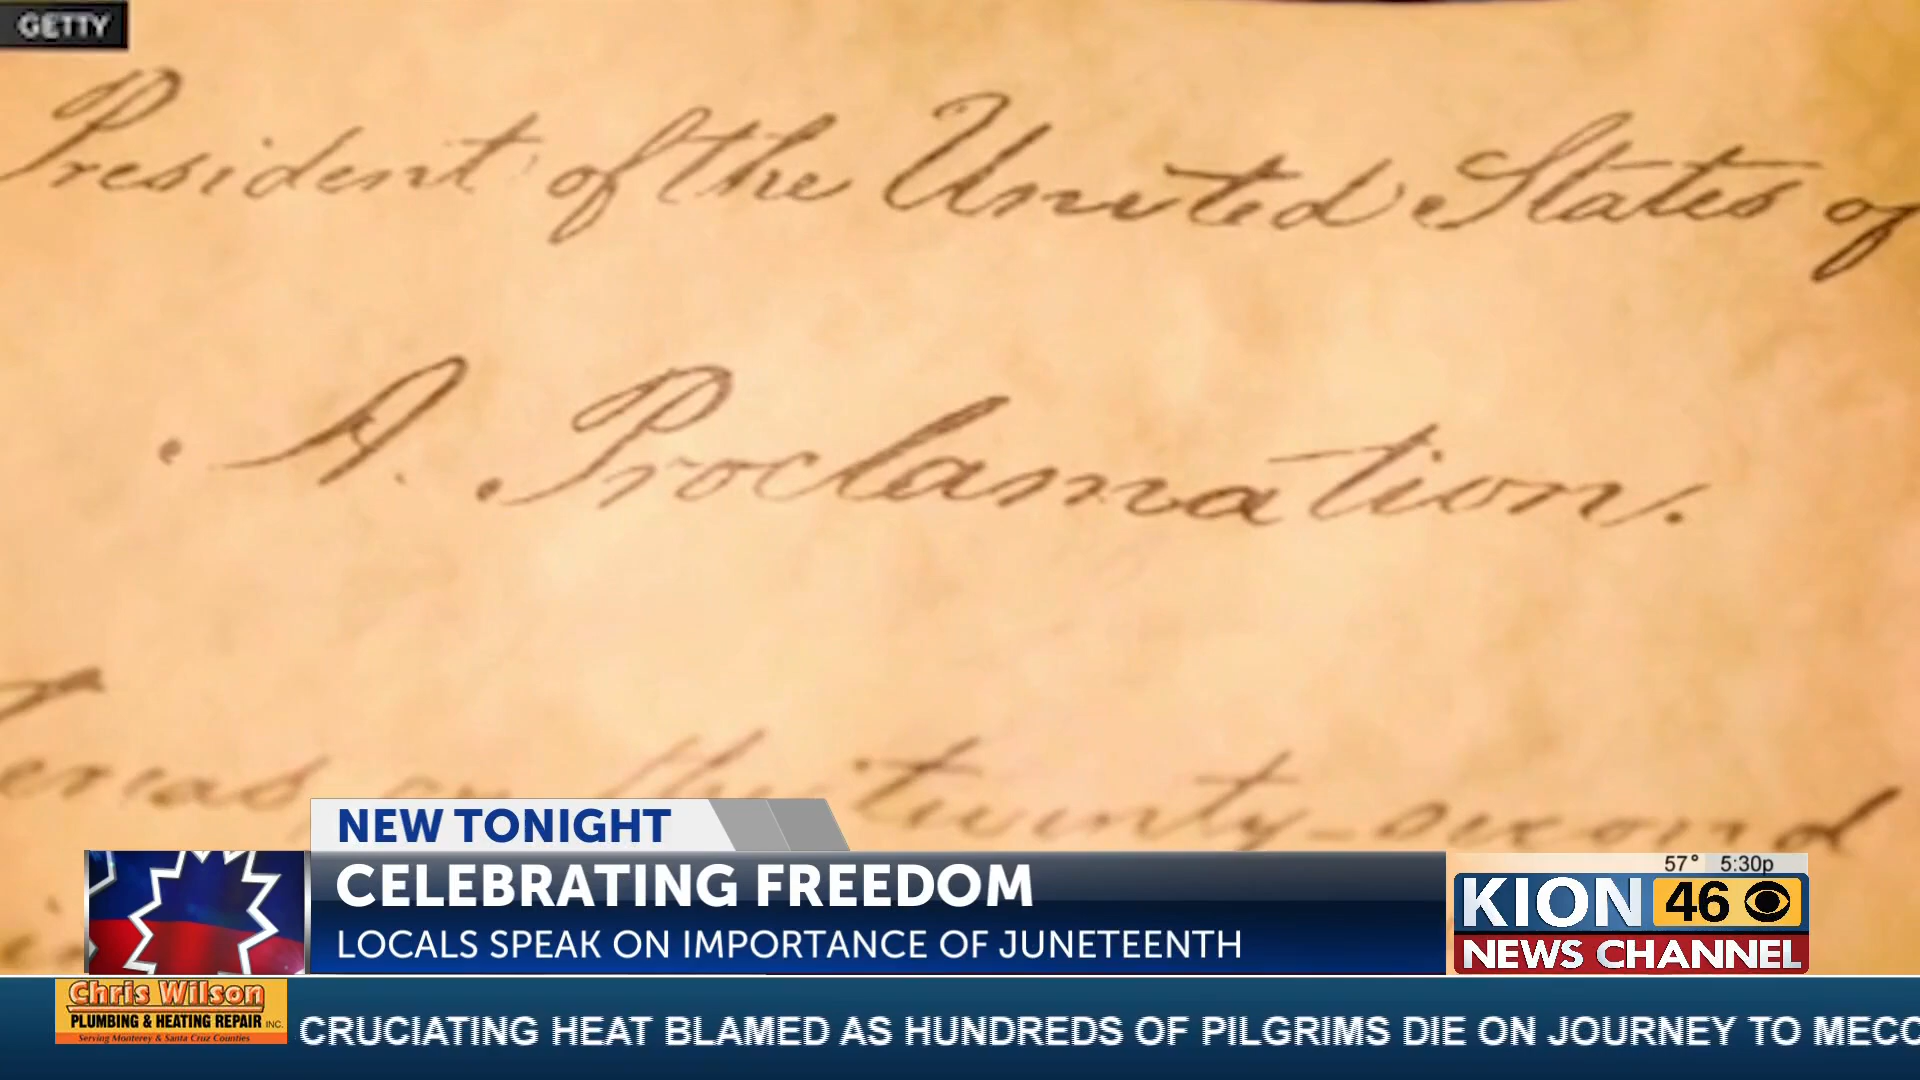 GETTY
President of the United States of
A. Proclamation.
the twenty-second
NEW TONIGHT
CELEBRATING FREEDOM
LOCALS SPEAK ON IMPORTANCE OF JUNETEENTH
57° 5:30p
KION 46
NEWS CHANNEL
Chris Wilson
PLUMBING & HEATING REPAIR INC.
Serving Monterey & Santa Cruz Counties
CRUCIATING HEAT BLAMED AS HUNDREDS OF PILGRIMS DIE ON JOURNEY TO MECC